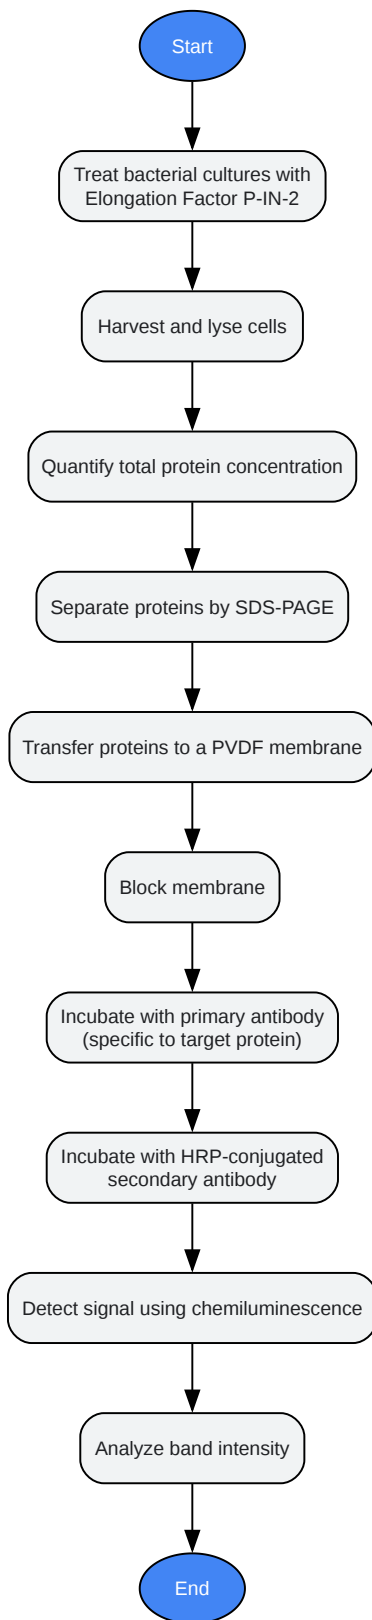 Start
Treat bacterial cultures with
Elongation Factor P-IN-2
Harvest and lyse cells
Quantify total protein concentration
Separate proteins by SDS-PAGE
Transfer proteins to a PVDF membrane
Block membrane
Incubate with primary antibody
(specific to target protein)
Incubate with HRP-conjugated
secondary antibody
Detect signal using chemiluminescence
Analyze band intensity
End